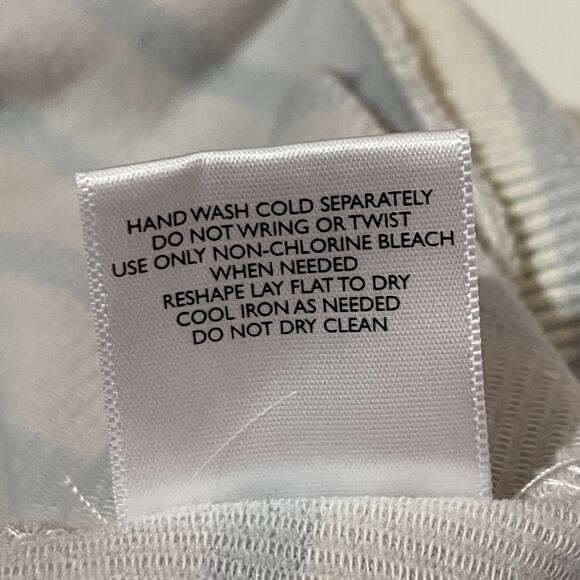 HAND WASH COLD SEPARATELY
DO NOT WRING OR TWIST
USE ONLY NON-CHLORINE BLEACH
WHEN NEEDED
RESHAPE LAY FLAT TO DRY
COOL IRON AS NEEDED
DO NOT DRY CLEAN